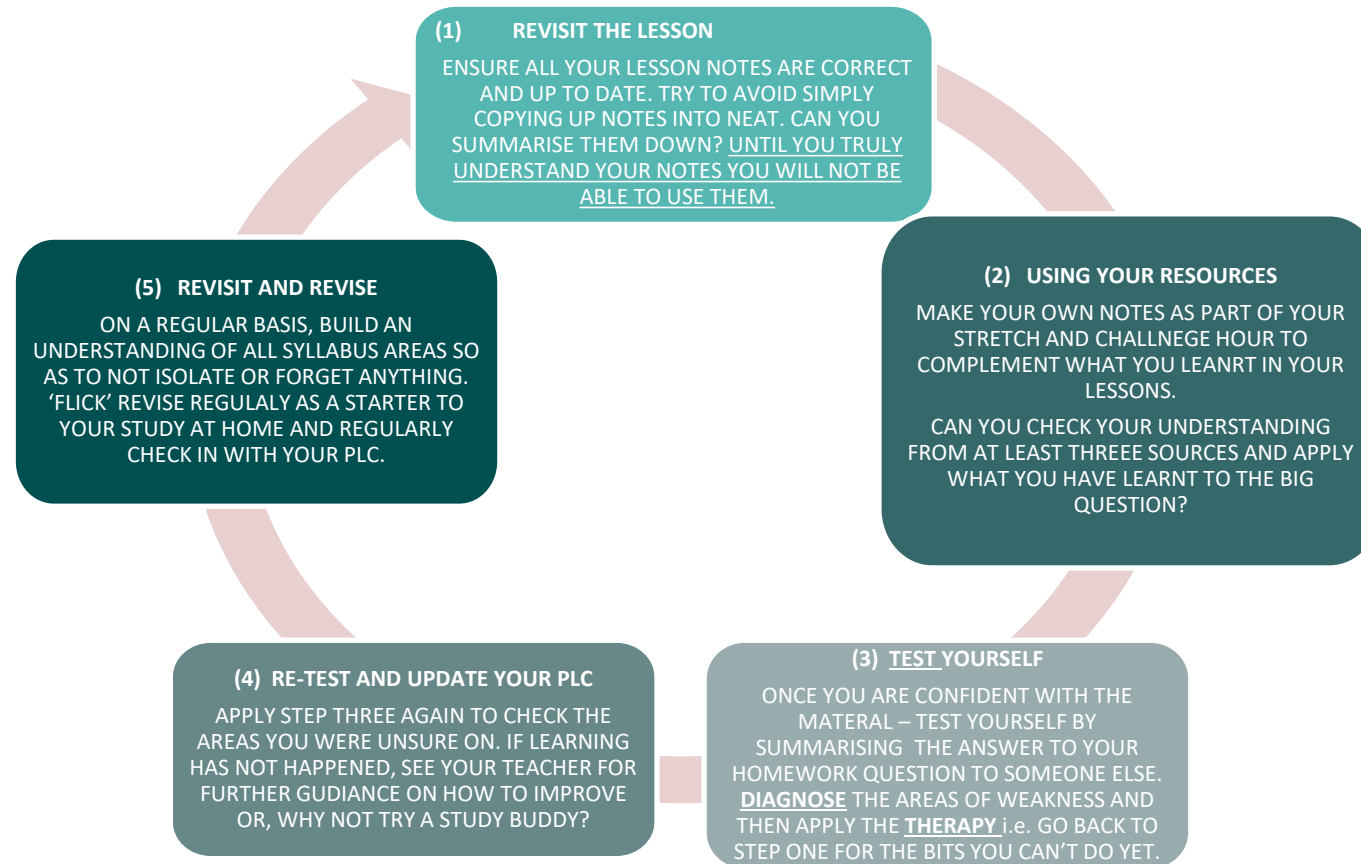 (1) REVISIT THE LESSON
ENSURE ALL YOUR LESSON NOTES ARE CORRECT
AND UP TO DATE. TRY TO AVOID SIMPLY
COPYING UP NOTES INTO NEAT. CAN YOU
SUMMARISE THEM DOWN? UNTIL YOU TRULY
UNDERSTAND YOUR NOTES YOU WILL NOT BE
ABLE TO USE THEM.
(2) USING YOUR RESOURCES
MAKE YOUR OWN NOTES AS PART OF YOUR
STRETCH AND CHALLNEGE HOUR TO
COMPLEMENT WHAT YOU LEANRT IN YOUR
LESSONS.
CAN YOU CHECK YOUR UNDERSTANDING
FROM AT LEAST THREEE SOURCES AND APPLY
WHAT YOU HAVE LEARNT TO THE BIG
QUESTION?
(3) TEST YOURSELF
ONCE YOU ARE CONFIDENT WITH THE
MATERAL – TEST YOURSELF BY
SUMMARISING THE ANSWER TO YOUR
HOMEWORK QUESTION TO SOMEONE ELSE.
DIAGNOSE THE AREAS OF WEAKNESS AND
THEN APPLY THE THERAPY i.e. GO BACK TO
STEP ONE FOR THE BITS YOU CAN'T DO YET.
(4) RE-TEST AND UPDATE YOUR PLC
APPLY STEP THREE AGAIN TO CHECK THE
AREAS YOU WERE UNSURE ON. IF LEARNING
HAS NOT HAPPENED, SEE YOUR TEACHER FOR
FURTHER GUDIANCE ON HOW TO IMPROVE
OR, WHY NOT TRY A STUDY BUDDY?
(5) REVISIT AND REVISE
ON A REGULAR BASIS, BUILD AN
UNDERSTANDING OF ALL SYLLABUS AREAS SO
AS TO NOT ISOLATE OR FORGET ANYTHING.
'FLICK' REVISE REGULALY AS A STARTER TO
YOUR STUDY AT HOME AND REGULARLY
CHECK IN WITH YOUR PLC.